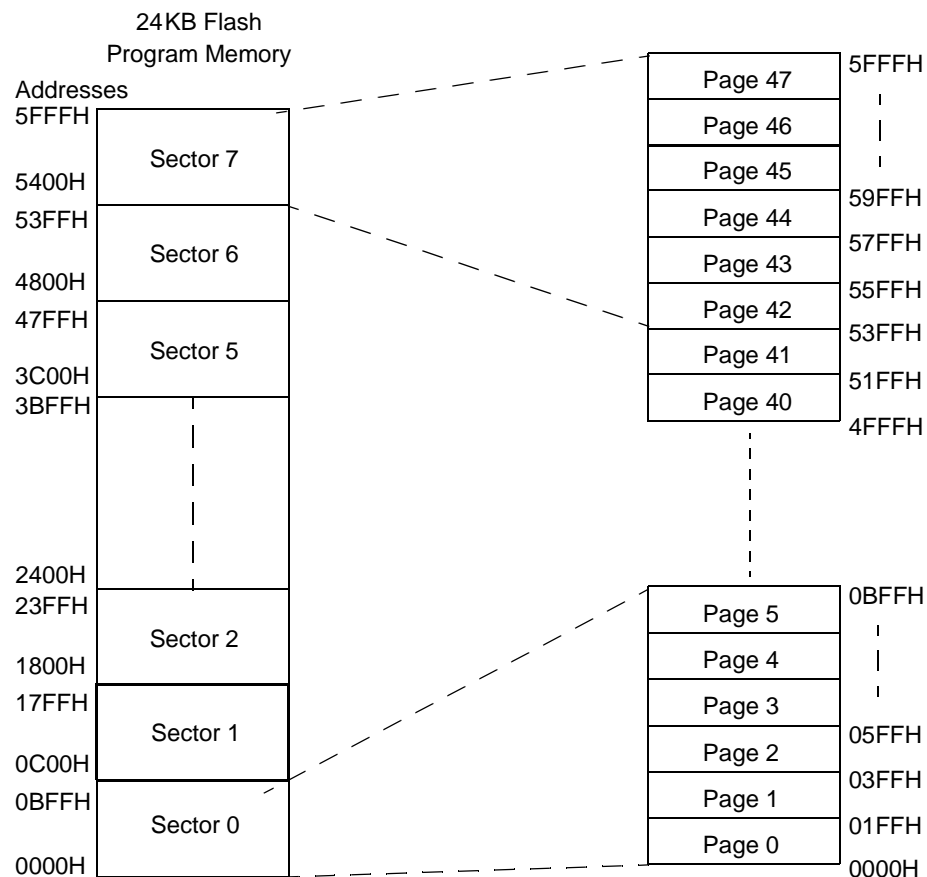 24KB Flash
Program Memory
Addresses
5FFFH
Sector 7
5400H
53FFH
Sector 6
4800H
47FFH
Sector 5
3C00H
3BFFH
2400H
23FFH
Sector 2
1800H
17FFH
Sector 1
0C00H
0BFFH
Sector 0
0000H
Page 47
5FFFH
Page 46
Page 45
59FFH
Page 44
57FFH
Page 43
55FFH
Page 42
53FFH
Page 41
51FFH
Page 40
4FFFH
Page 5
0BFFH
Page 4
Page 3
05FFH
Page 2
03FFH
Page 1
01FFH
Page 0
0000H